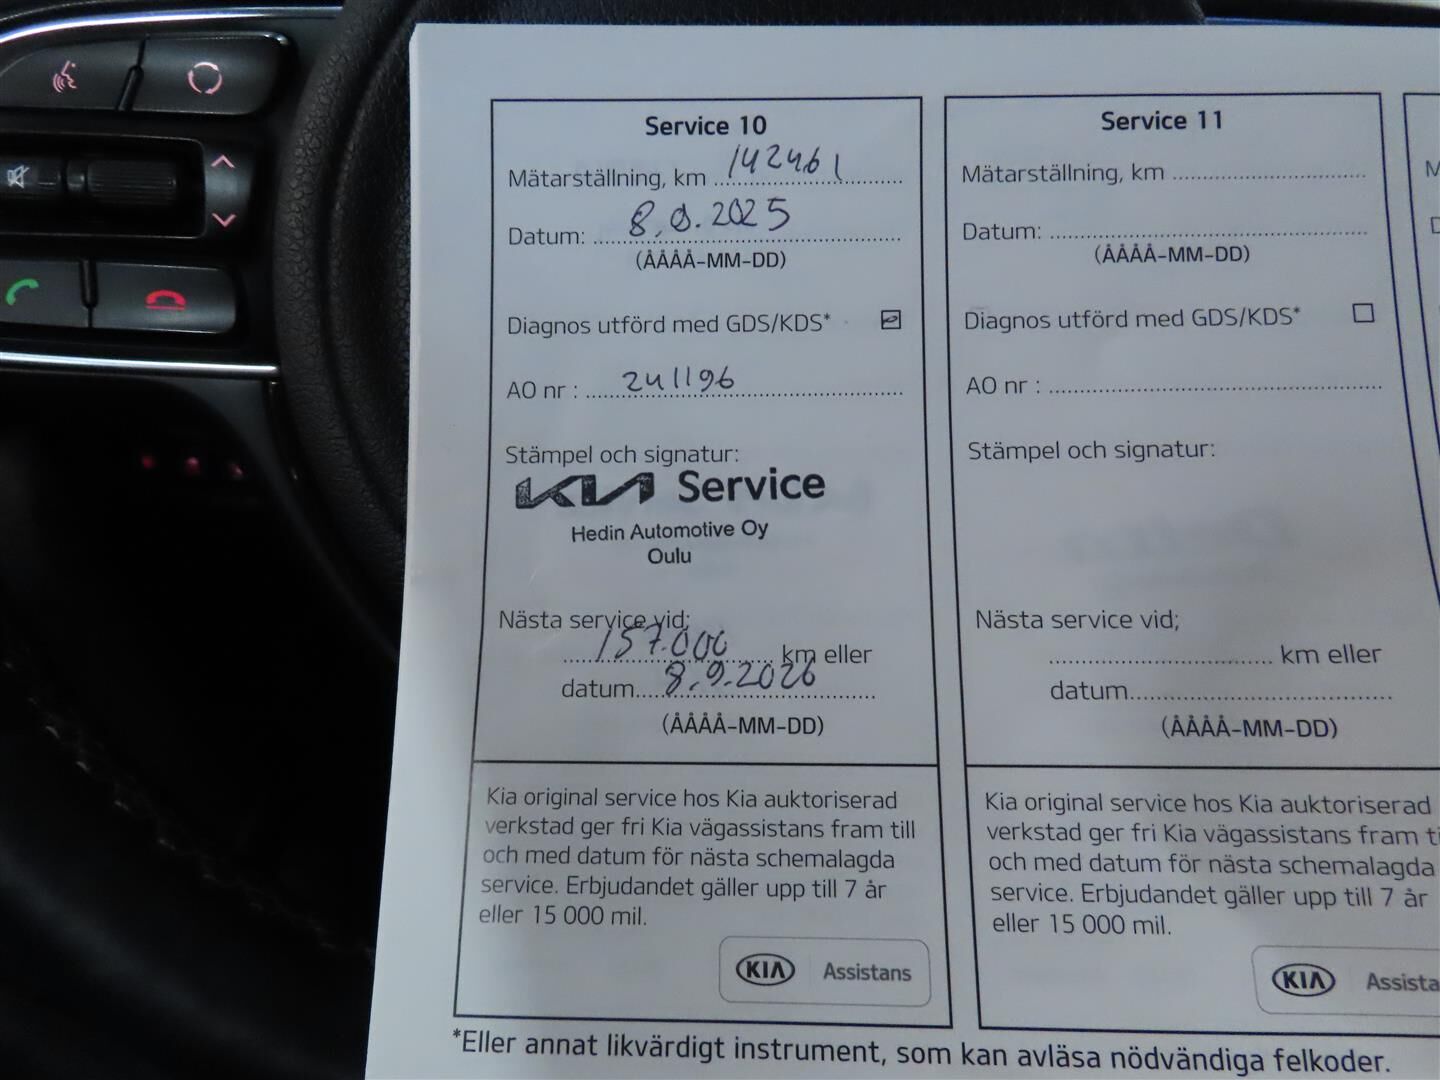 Service 10
Mätarställning, km 142461
Datum: 8.9.2025
(ÅÅÅÅ-MM-DD)
Diagnos utförd med GDS/KDS*
AO nr : 241196
Stämpel och signatur:
KIA Service
Hedin Automotive Oy
Oulu
Nästa service vid;
157.000 km eller
datum 8.9.2026
(ÅÅÅÅ-MM-DD)
Kia original service hos Kia auktoriserad
verkstad ger fri Kia vägassistans fram till
och med datum för nästa schemalagda
service. Erbjudandet gäller upp till 7 år
eller 15 000 mil.
KIA Assistans
Service 11
Mätarställning, km
Datum:
(ÅÅÅÅ-MM-DD)
Diagnos utförd med GDS/KDS*
AO nr :
Stämpel och signatur:
Nästa service vid;
km eller
datum
(ÅÅÅÅ-MM-DD)
Kia original service hos Kia auktoriserad
verkstad ger fri Kia vägassistans fram ti
och med datum för nästa schemalagda
service. Erbjudandet gäller upp till 7 år
eller 15 000 mil.
KIA Assista
*Eller annat likvärdigt instrument, som kan avläsa nödvändiga felkoder.